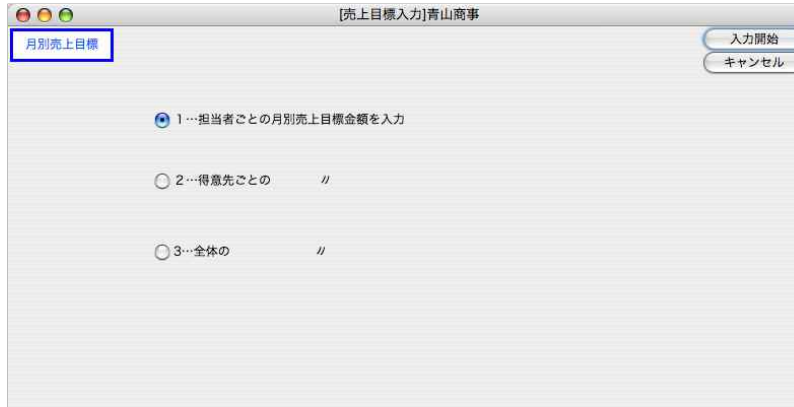 [売上目標入力]青山商事
月別売上目標
入力開始
キャンセル
1…担当者ごとの月別売上目標金額を入力
2…得意先ごとの 〃
3…全体の 〃